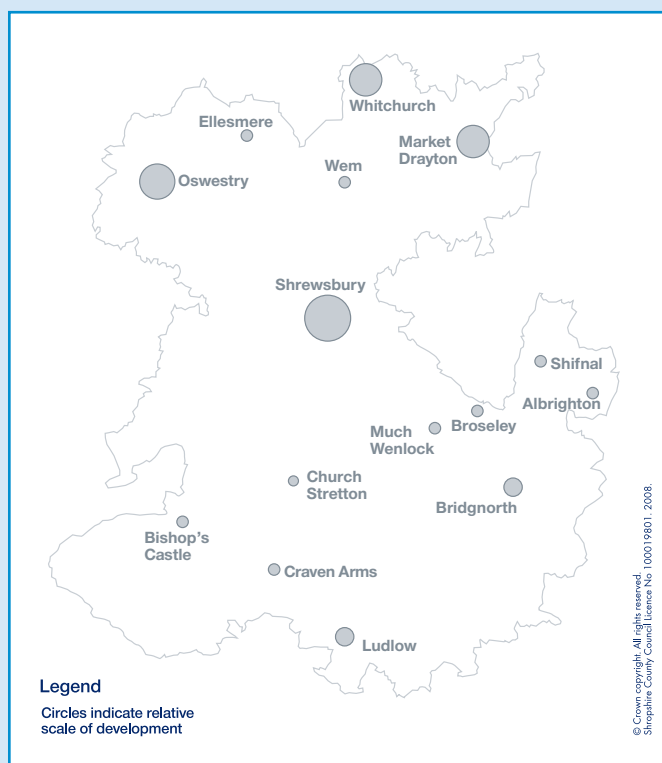 Whitchurch
Ellesmere
Market
Drayton
Wem
Oswestry
Shrewsbury
Shifnal
Albrighton
Broseley
Much
Wenlock
Church
Stretton
Bridgnorth
Bishop's
Castle
Craven Arms
Ludlow
Legend
Circles indicate relative
scale of development
© Crown copyright. All rights reserved.
Shropshire County Council Licence No 100019801. 2008.